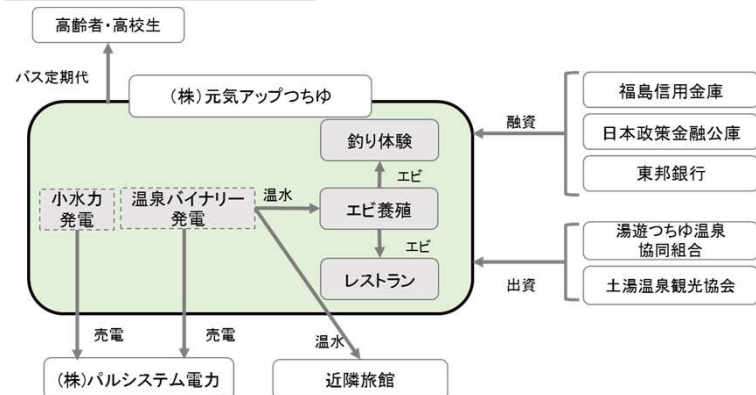 高齢者・高校生
バス定期代
(株)元気アップつちゆ
釣り体験
エビ
小水力
発電
温泉バイナリー
発電
温水
エビ養殖
エビ
レストラン
売電
売電
温水
(株)パルシステム電力
近隣旅館
融資
福島信用金庫
日本政策金融公庫
東邦銀行
出資
湯遊つちゆ温泉
協同組合
土湯温泉観光協会